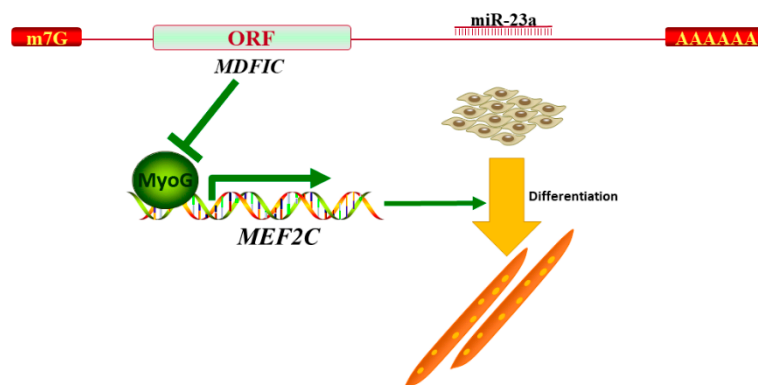 miR-23a
m7G
ORF
AAAAAA
MDFIC
MyoG
Differentiation
MEF2C